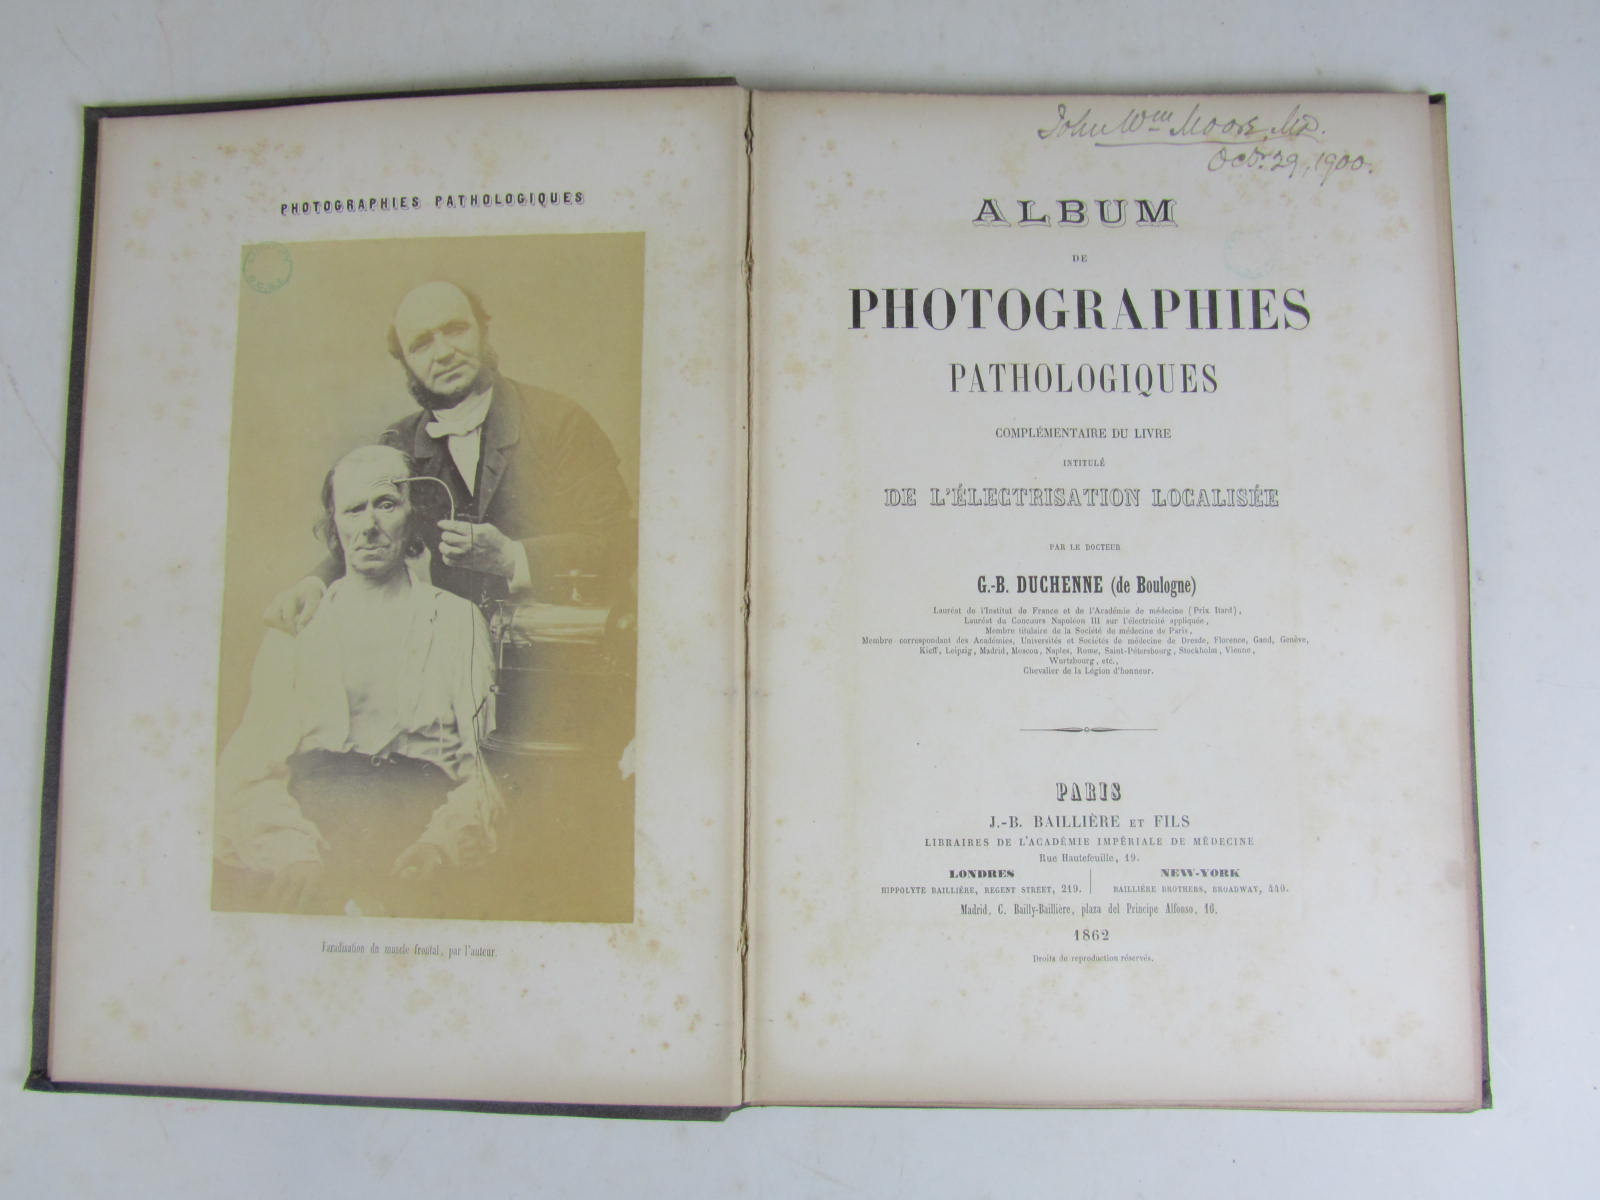 PHOTOGRAPHIES PATHOLOGIQUES
Faradisation du muscle frontal, par l'auteur.
John Wm Moore, MD.
Octr. 29, 1900.
ALBUM
DE
PHOTOGRAPHIES
PATHOLOGIQUES
COMPLÉMENTAIRE DU LIVRE
INTITULÉ
DE L'ÉLECTRISATION LOCALISÉE
PAR LE DOCTEUR
G.-B. DUCHENNE (de Boulogne)
Lauréat de l'Institut de France et de l'Académie de médecine (Prix Itard),
Lauréat du Concours Napoléon III sur l'électricité appliquée,
Membre titulaire de la Société de médecine de Paris,
Membre correspondant des Académies, Universités et Sociétés de médecine de Dresde, Florence, Gand, Genève,
Kieff, Leipzig, Madrid, Moscou, Naples, Rome, Saint-Pétersbourg, Stockholm, Vienne,
Wurtzbourg, etc.,
Chevalier de la Légion d'honneur.
PARIS
J.-B. BAILLIÈRE ET FILS
LIBRAIRES DE L'ACADÉMIE IMPÉRIALE DE MÉDECINE
Rue Hautefeuille, 19.
LONDRES
HIPPOLYTE BAILLIÈRE, REGENT STREET, 219.
NEW-YORK
BAILLIÈRE BROTHERS, BROADWAY, 440.
Madrid, C. Bailly-Baillière, plaza del Principe Alfonso, 16.
1862
Droits de reproduction réservés.